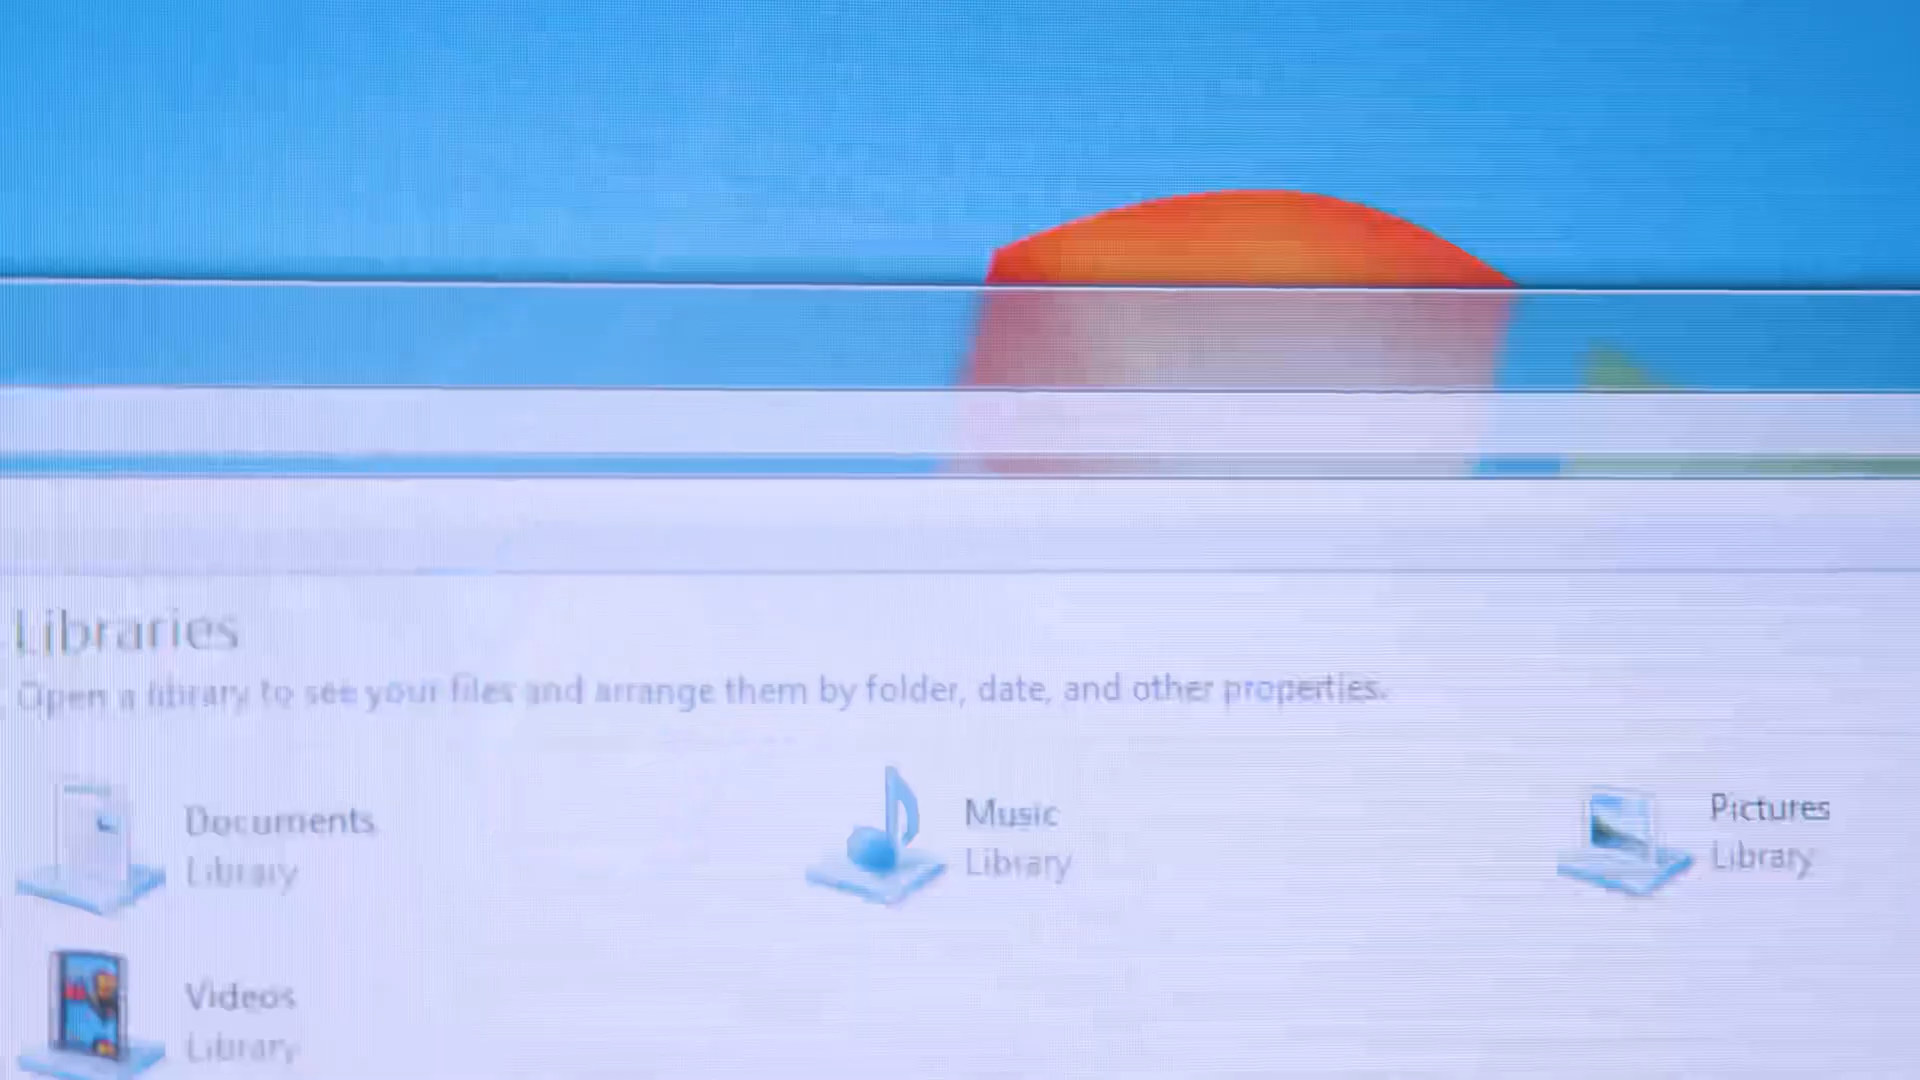 Libraries
Open a library to see your files and arrange them by folder, date, and other properties.
Documents
Library
Music
Library
Pictures
Library
Videos
Library